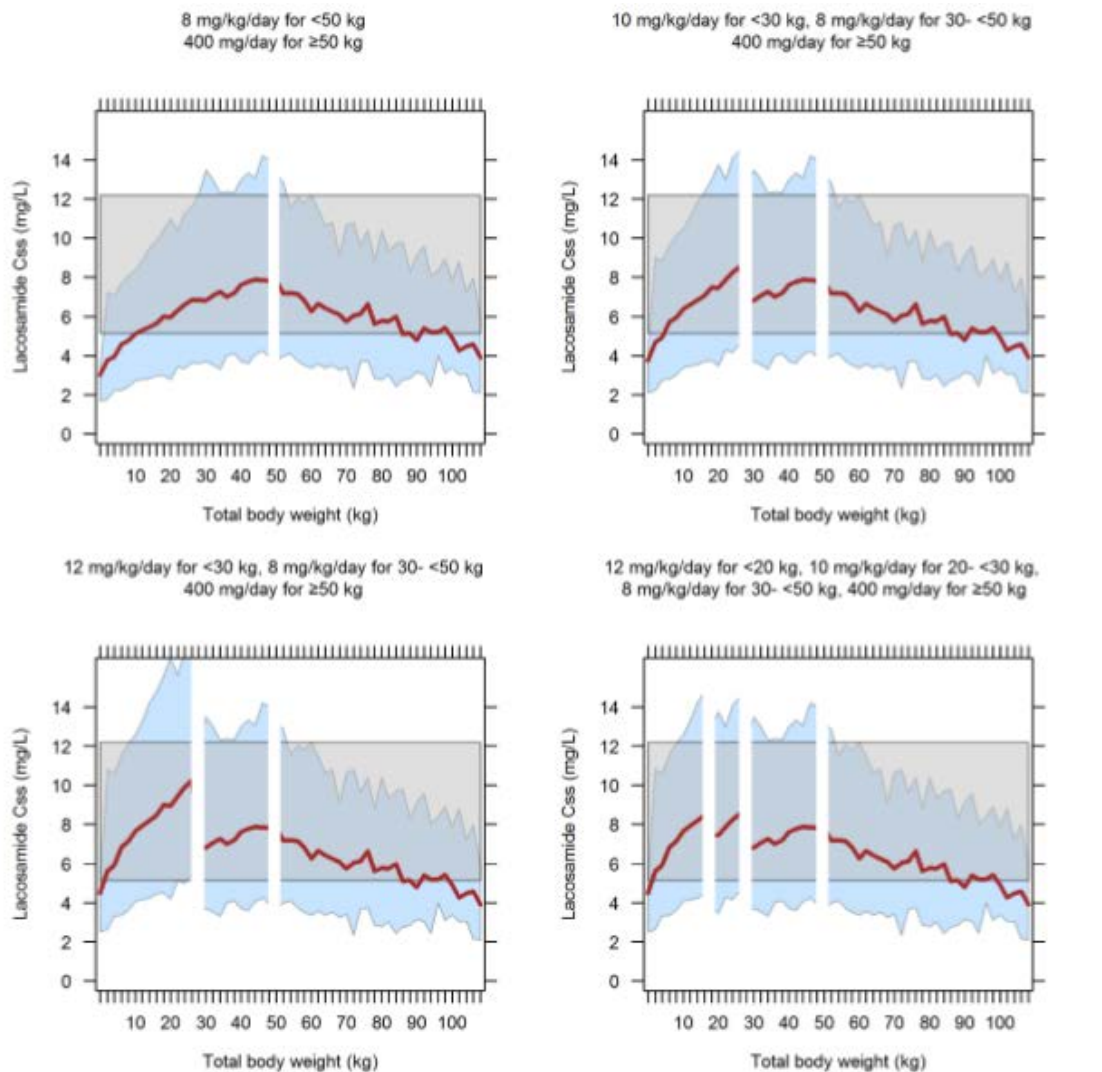 8 mg/kg/day for <50 kg
400 mg/day for ≥50 kg
Lacosamide Css (mg/L)
14
12
10
8
6
4
2
0
10 20 30 40 50 60 70 80 90 100
Total body weight (kg)
10 mg/kg/day for <30 kg, 8 mg/kg/day for 30- <50 kg
400 mg/day for ≥50 kg
Lacosamide Css (mg/L)
14
12
10
8
6
4
2
0
10 20 30 40 50 60 70 80 90 100
Total body weight (kg)
12 mg/kg/day for <30 kg, 8 mg/kg/day for 30- <50 kg
400 mg/day for ≥50 kg
Lacosamide Css (mg/L)
14
12
10
8
6
4
2
0
10 20 30 40 50 60 70 80 90 100
Total body weight (kg)
12 mg/kg/day for <20 kg, 10 mg/kg/day for 20- <30 kg,
8 mg/kg/day for 30- <50 kg, 400 mg/day for ≥50 kg
Lacosamide Css (mg/L)
14
12
10
8
6
4
2
0
10 20 30 40 50 60 70 80 90 100
Total body weight (kg)